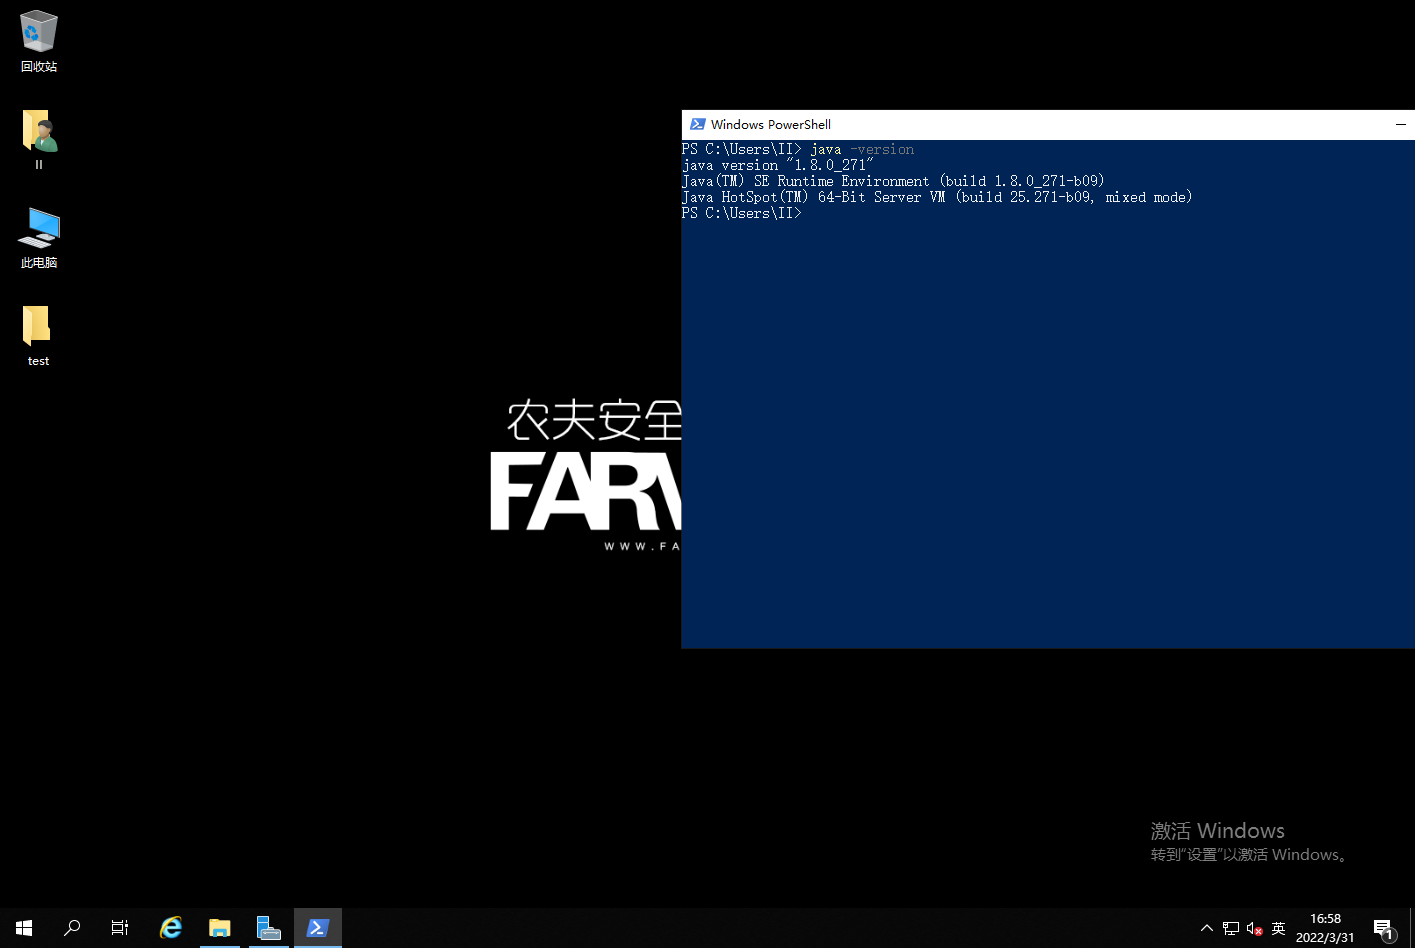 回收站
II
此电脑
test
Windows PowerShell
PS C:\Users\II> java -version
java version "1.8.0_271"
Java(TM) SE Runtime Environment (build 1.8.0_271-b09)
Java HotSpot(TM) 64-Bit Server VM (build 25.271-b09, mixed mode)
PS C:\Users\II>
农夫安全
WWW.FA
激活 Windows
转到“设置”以激活 Windows。
英
16:58
2022/3/31
1